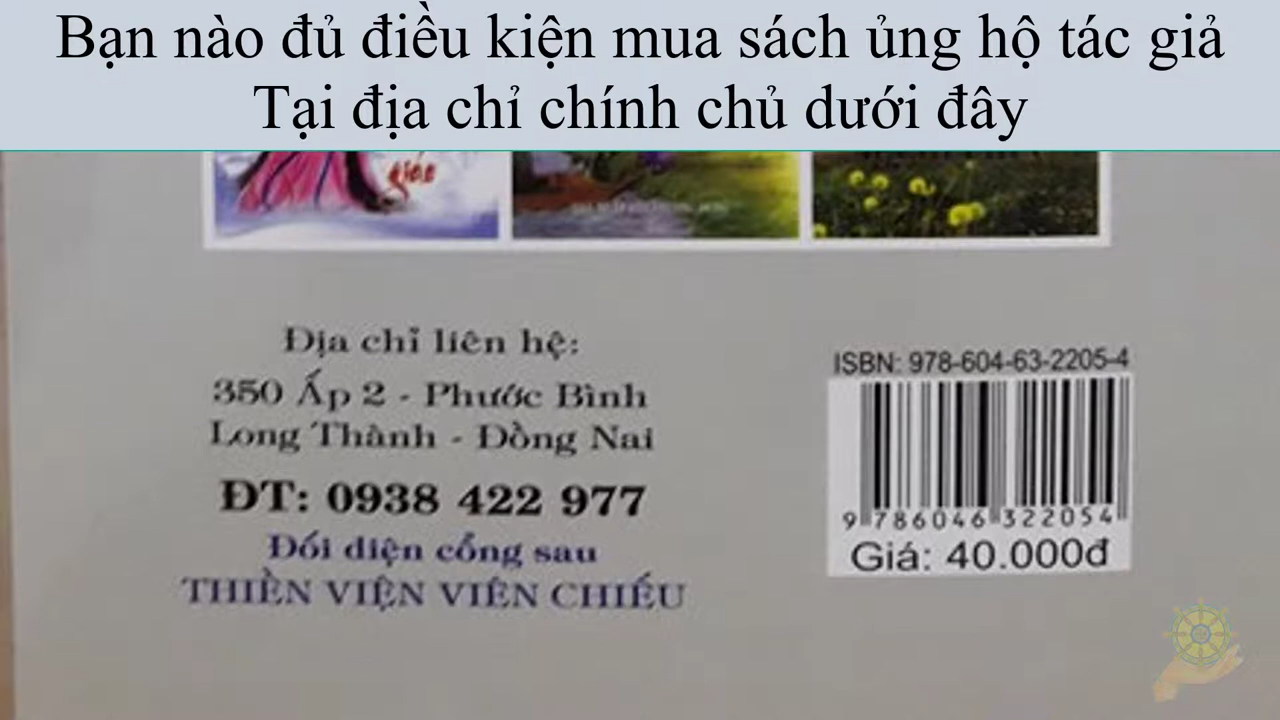 Bạn nào đủ điều kiện mua sách ủng hộ tác giả
Tại địa chỉ chính chủ dưới đây
giác
Địa chỉ liên hệ:
350 Ấp 2 - Phước Bình
Long Thành - Đồng Nai
ĐT: 0938 422 977
Đối diện cổng sau
THIỀN VIỆN VIÊN CHIẾU
ISBN: 978-604-63-2205-4
9 786046 322054
Giá: 40.000đ